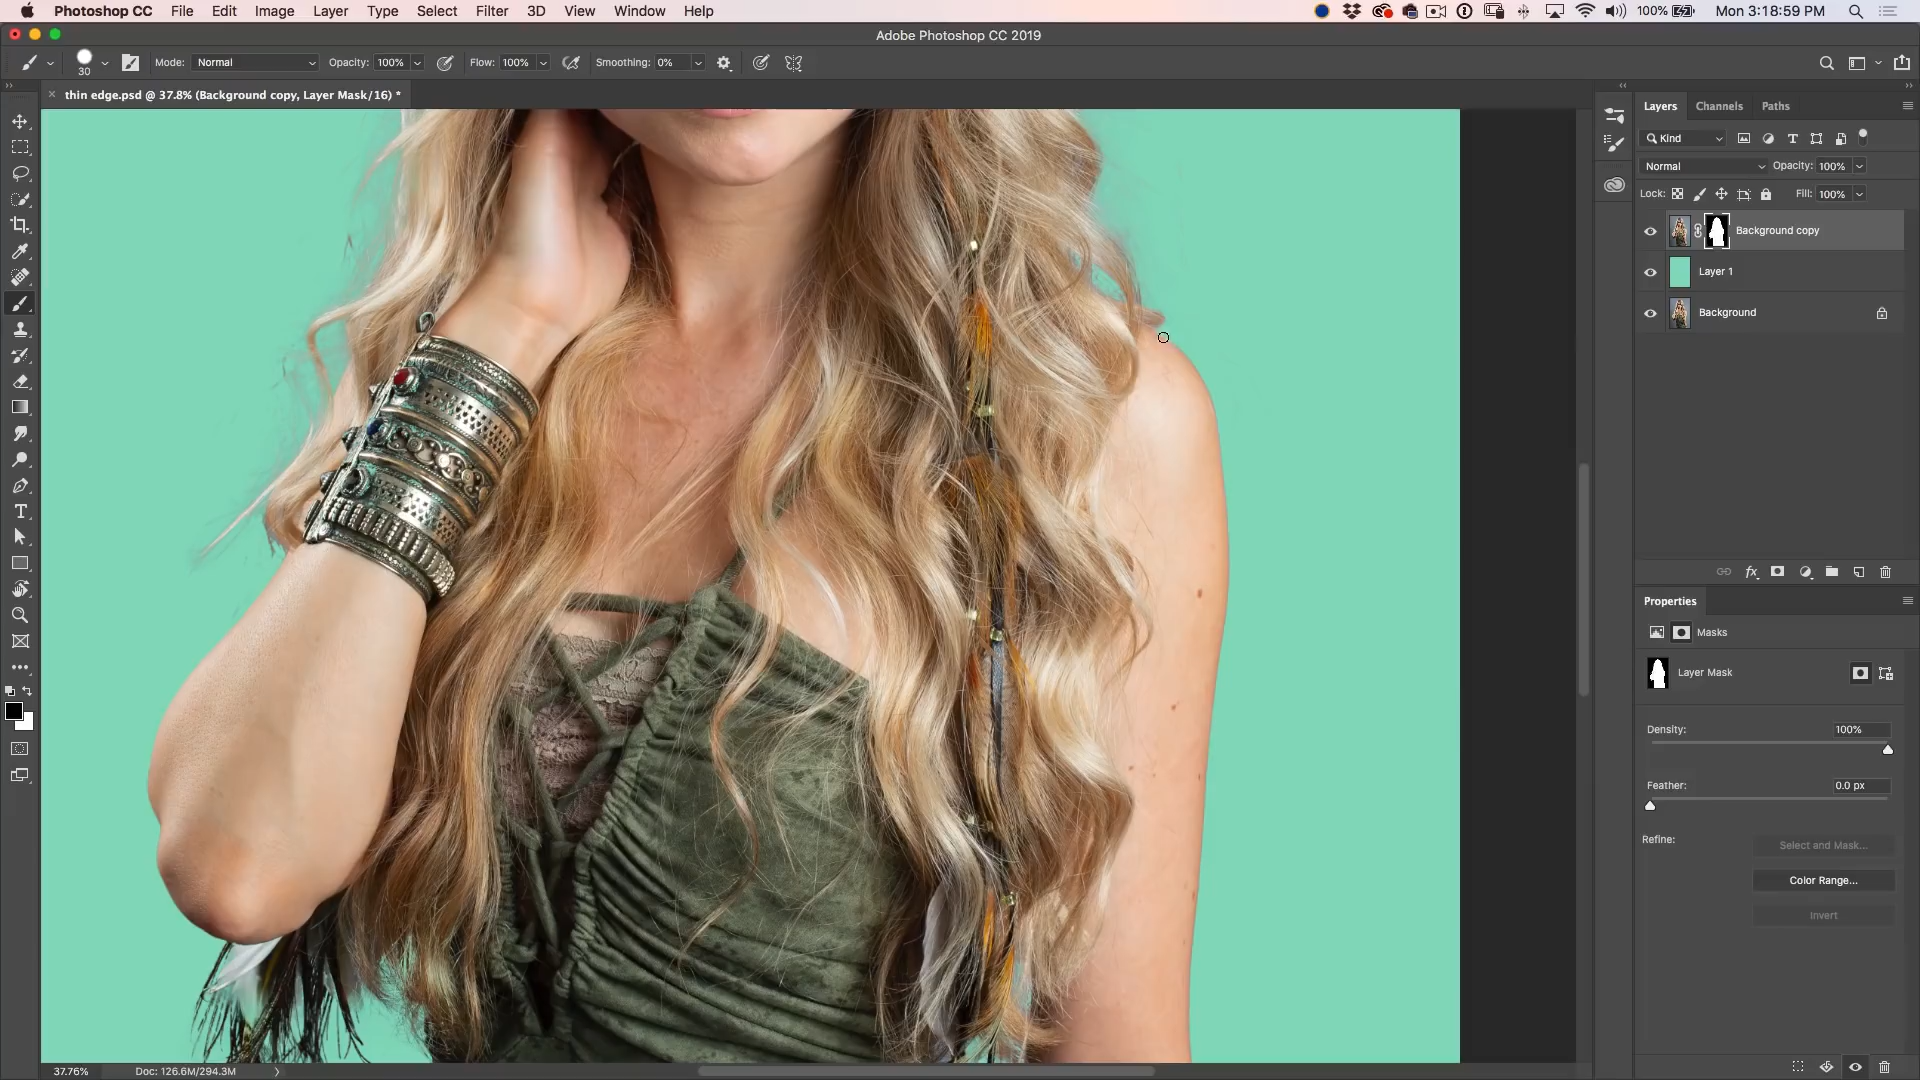 Photoshop CC File Edit Image Layer Type Select Filter 3D View Window Help 100% Mon 3:18:59 PM
Adobe Photoshop CC 2019
30 Mode: Normal Opacity: 100% Flow: 100% Smoothing: 0%
thin edge.psd @ 37.8% (Background copy, Layer Mask/16) *
Layers Channels Paths
Kind
Normal Opacity: 100%
Lock: Fill: 100%
Background copy
Layer 1
Background
fx
Properties
Masks
Layer Mask
Density: 100%
Feather: 0.0 px
Refine: Select and Mask...
Color Range...
Invert
37.76% Doc: 126.6M/294.3M